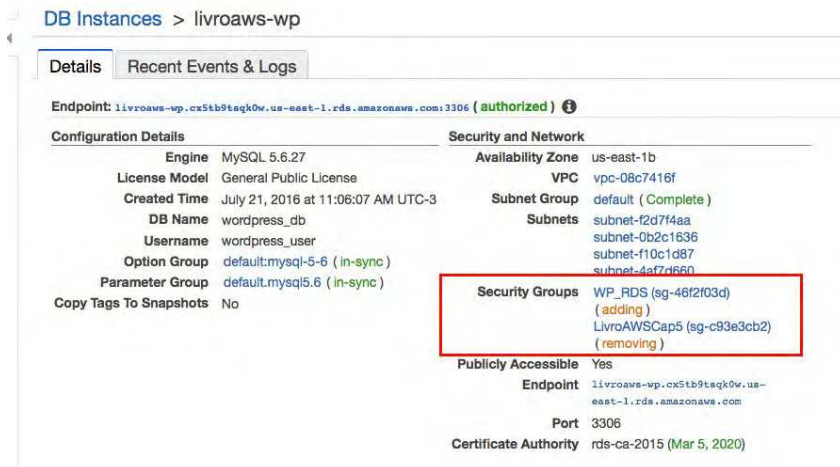 DB Instances > livroaws-wp
Details
Recent Events & Logs
Endpoint: livroaws-wp.cx5tb9tsqk0w.us-east-1.rds.amazonaws.com:3306 ( authorized )
Configuration Details
Engine MySQL 5.6.27
License Model General Public License
Created Time July 21, 2016 at 11:06:07 AM UTC-3
DB Name wordpress_db
Username wordpress_user
Option Group default:mysql-5-6 ( in-sync )
Parameter Group default.mysql5.6 ( in-sync )
Copy Tags To Snapshots No
Security and Network
Availability Zone us-east-1b
VPC vpc-08c7416f
Subnet Group default ( Complete )
Subnets subnet-f2d7f4aa
subnet-0b2c1636
subnet-f10c1d87
subnet-4af7d660
Security Groups WP_RDS (sg-46f2f03d)
( adding )
LivroAWSCap5 (sg-c93e3cb2)
( removing )
Publicly Accessible Yes
Endpoint livroaws-wp.cx5tb9tsqk0w.us-
east-1.rds.amazonaws.com
Port 3306
Certificate Authority rds-ca-2015 (Mar 5, 2020)